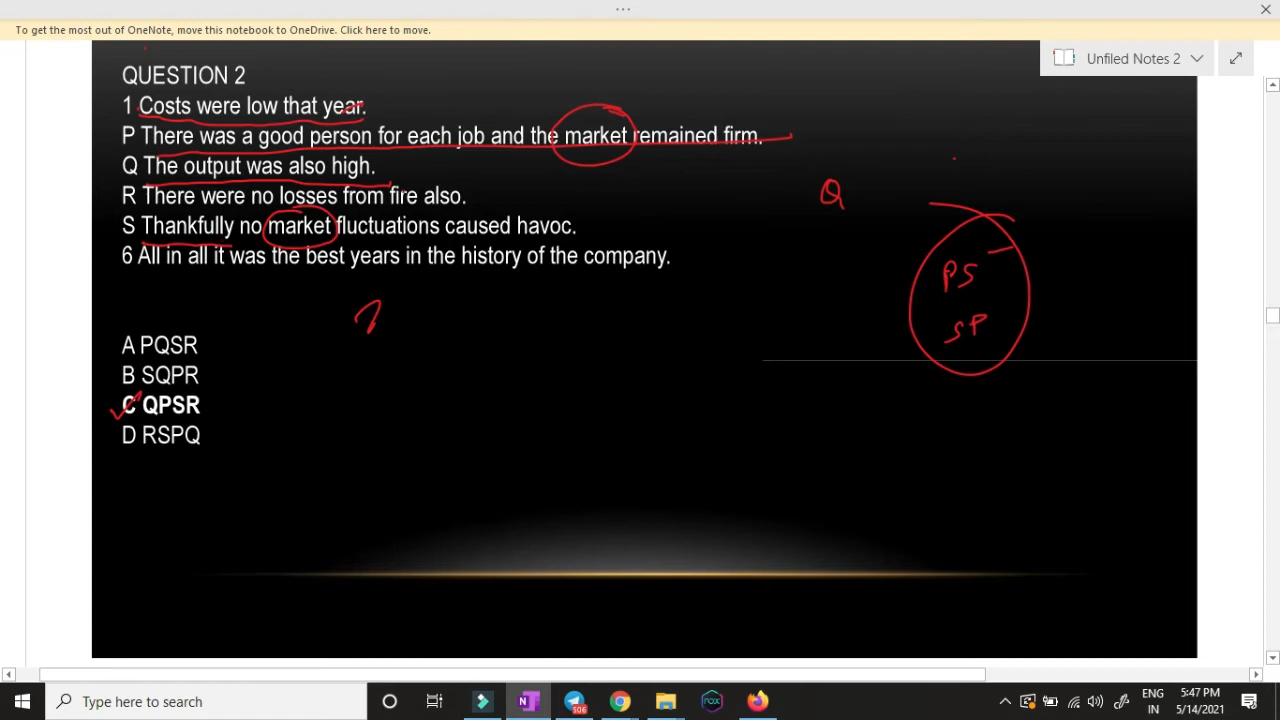 To get the most out of OneNote, move this notebook to OneDrive. Click here to move.
Unfiled Notes 2
QUESTION 2
1 Costs were low that year.
P There was a good person for each job and the market remained firm.
Q The output was also high.
R There were no losses from fire also.
S Thankfully no market fluctuations caused havoc.
6 All in all it was the best years in the history of the company.
Q
PS
SP
A PQSR
B SQPR
C QPSR
D RSPQ
Type here to search
506
nox
ENG
IN
5:47 PM
5/14/2021